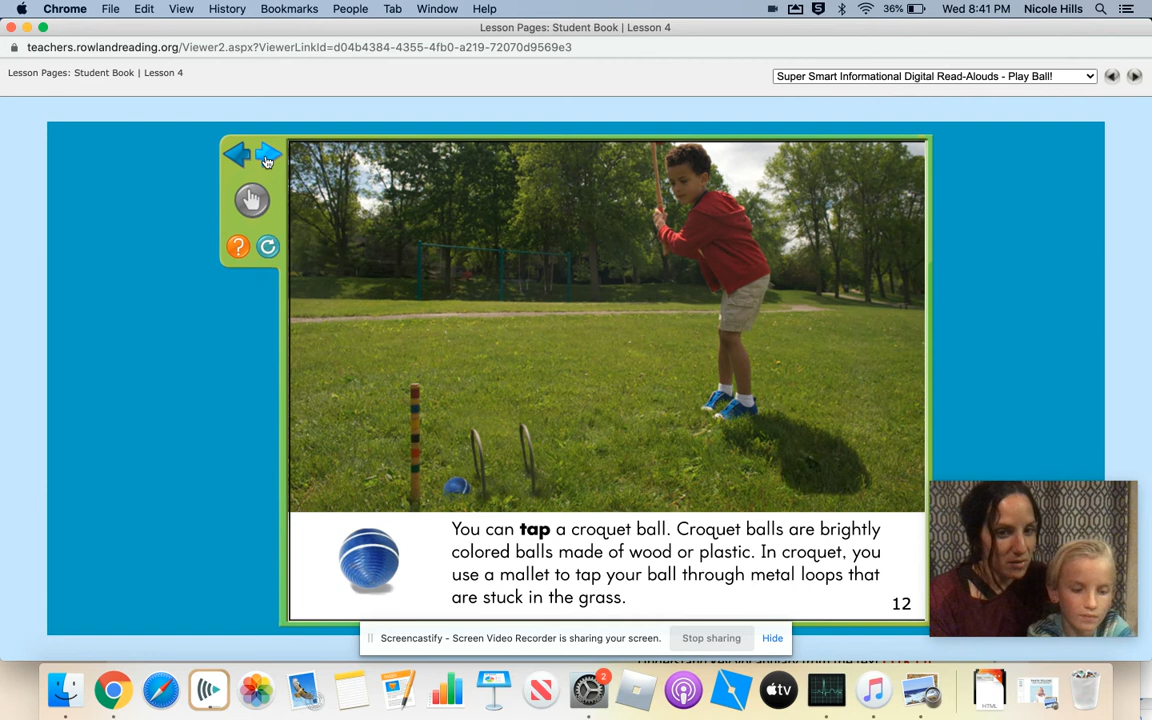 Chrome File Edit View History Bookmarks People Tab Window Help 36% Wed 8:41 PM Nicole Hills
Lesson Pages: Student Book | Lesson 4
teachers.rowlandreading.org/Viewer2.aspx?ViewerLinkId=d04b4384-4355-4fb0-a219-72070d9569e3
Lesson Pages: Student Book | Lesson 4
Super Smart Informational Digital Read-Alouds - Play Ball!
?
You can tap a croquet ball. Croquet balls are brightly
colored balls made of wood or plastic. In croquet, you
use a mallet to tap your ball through metal loops that
are stuck in the grass.
12
Screencastify - Screen Video Recorder is sharing your screen. Stop sharing Hide
2
tv
HTML